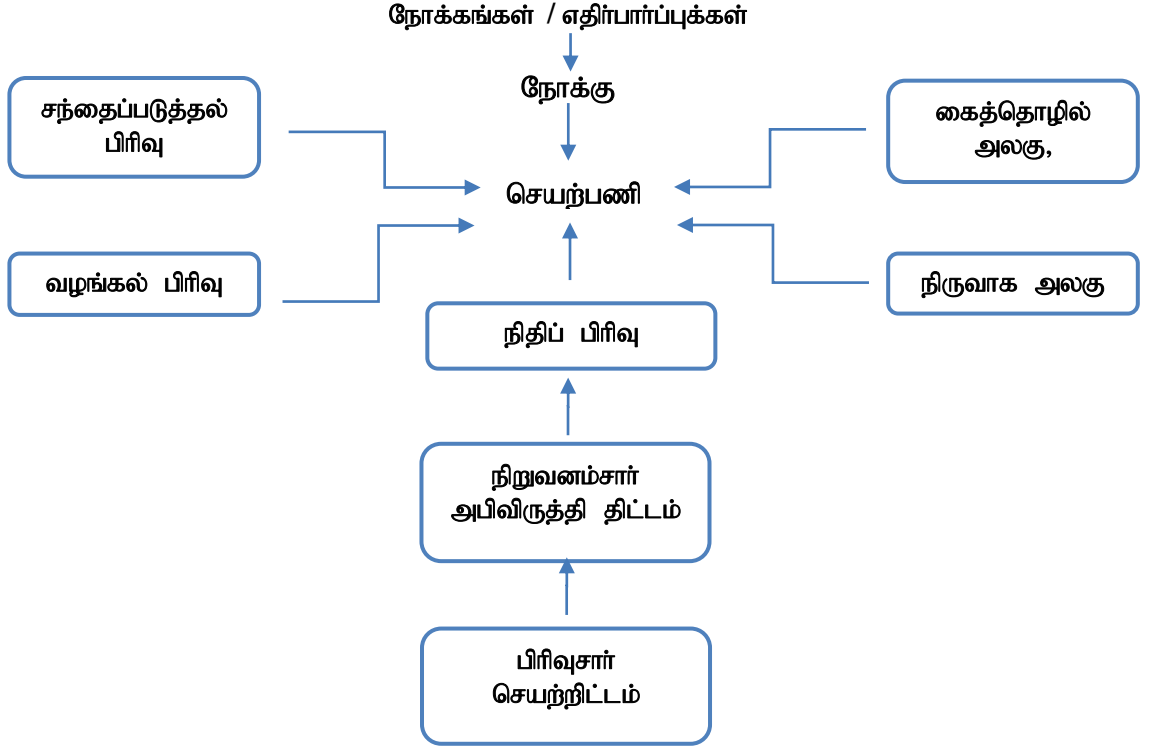 நோக்கங்கள் / எதிர்பார்ப்புக்கள்
நோக்கு
சந்தைப்படுத்தல்
பிரிவு
கைத்தொழில்
அலகு,
செயற்பணி
வழங்கல் பிரிவு
நிருவாக அலகு
நிதிப் பிரிவு
நிறுவனம்சார்
அபிவிருத்தி திட்டம்
பிரிவுசார்
செயற்றிட்டம்